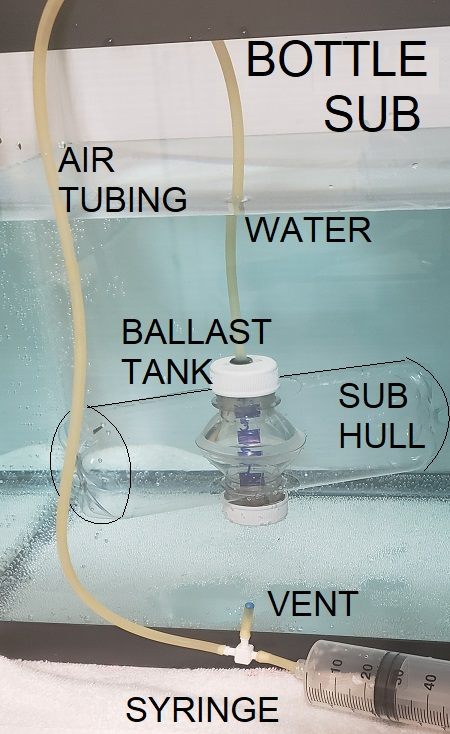 BOTTLE
SUB
AIR
TUBING
WATER
BALLAST
TANK
SUB
HULL
VENT
10
20
30
40
SYRINGE